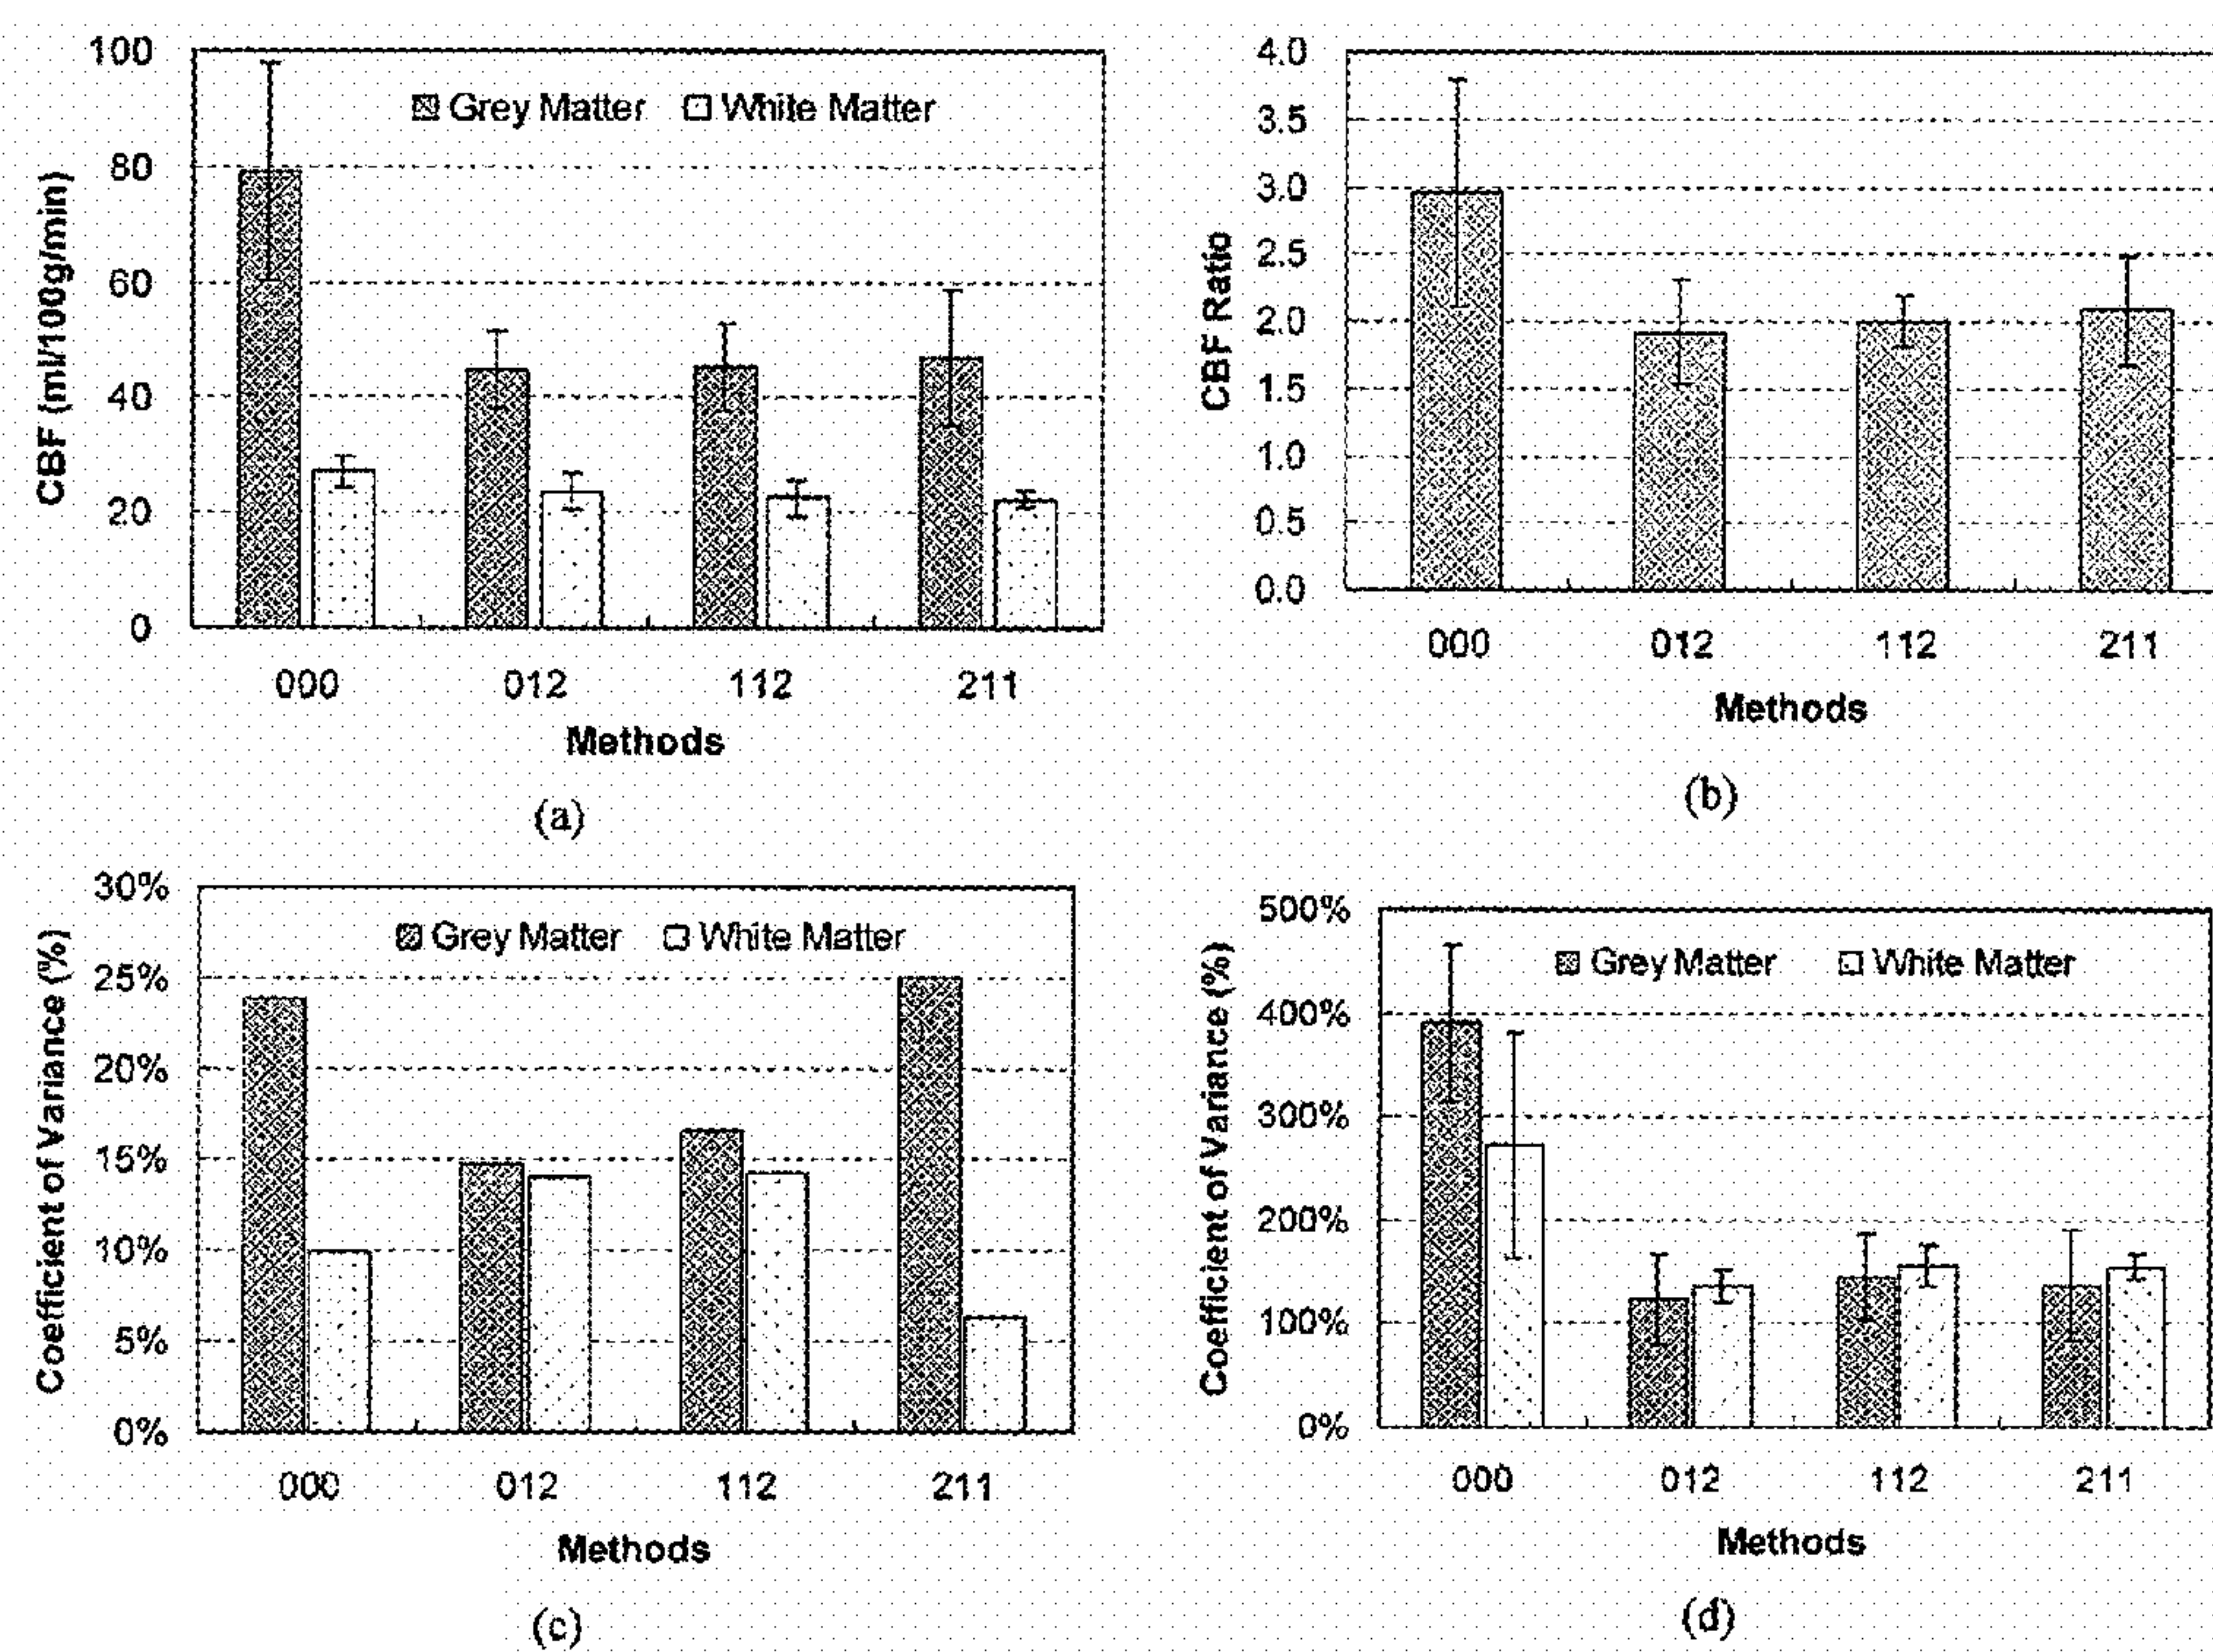 100
80
60
40
20
0
CBF (ml/100g/min)
Grey Matter White Matter
000 012 112 211
Methods
(a)
4.0
3.5
3.0
2.5
2.0
1.5
1.0
0.5
0.0
CBF Ratio
000 012 112 211
Methods
(b)
30%
25%
20%
15%
10%
5%
0%
Coefficient of Variance (%)
Grey Matter White Matter
000 012 112 211
Methods
(c)
500%
400%
300%
200%
100%
0%
Coefficient of Variance (%)
Grey Matter White Matter
000 012 112 211
Methods
(d)